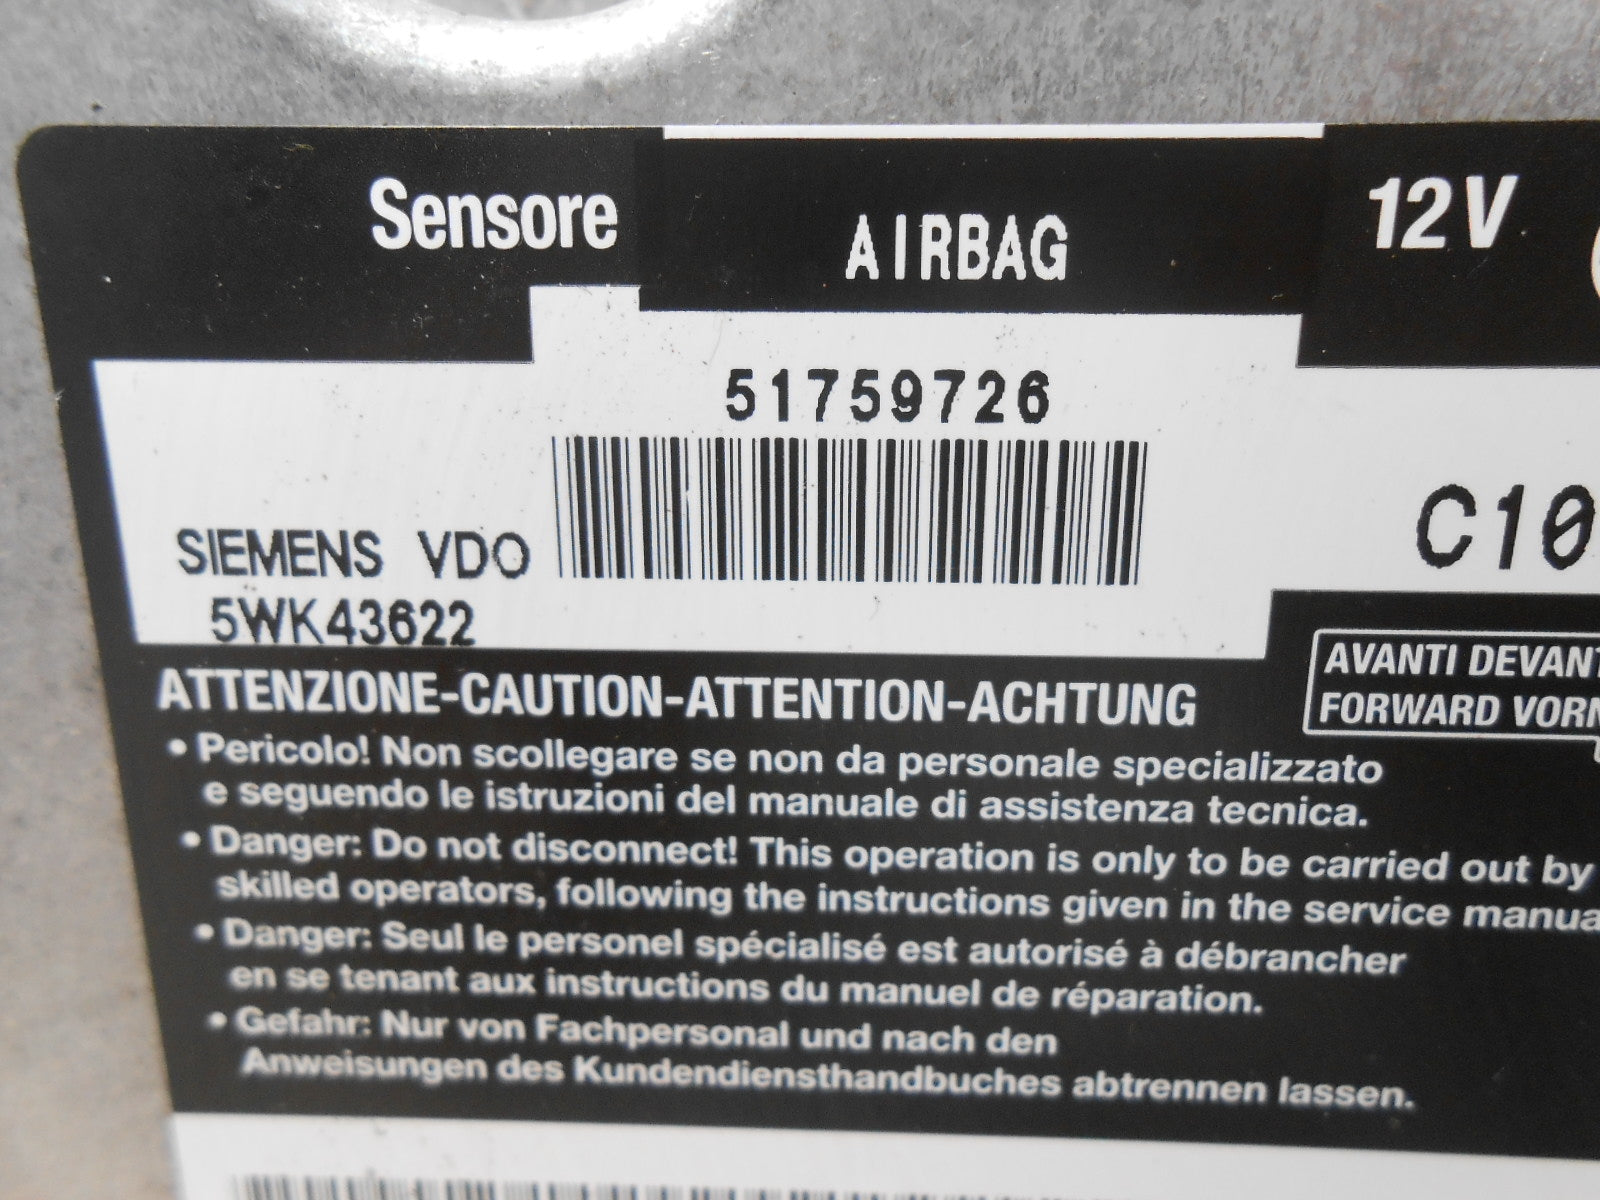 Sensore AIRBAG 12V
51759726
C10
SIEMENS VDO
5WK43622
AVANTI
FORWARD
ATTENZIONE-CAUTION-ATTENTION-ACHTUNG
• Pericolo! Non scollegare se non da personale specializzato
e seguendo le istruzioni del manuale di assistenza tecnica.
• Danger: Do not disconnect! This operation is only to be carried out by
skilled operators, following the instructions given in the service
• Danger: Seul le personel spécialisé est autorisé à débrancher
en se tenant aux instructions du manuel de réparation.
• Gefahr: Nur von Fachpersonal und nach den
Anweisungen des Kundendiensthandbuches abtrennen lassen.